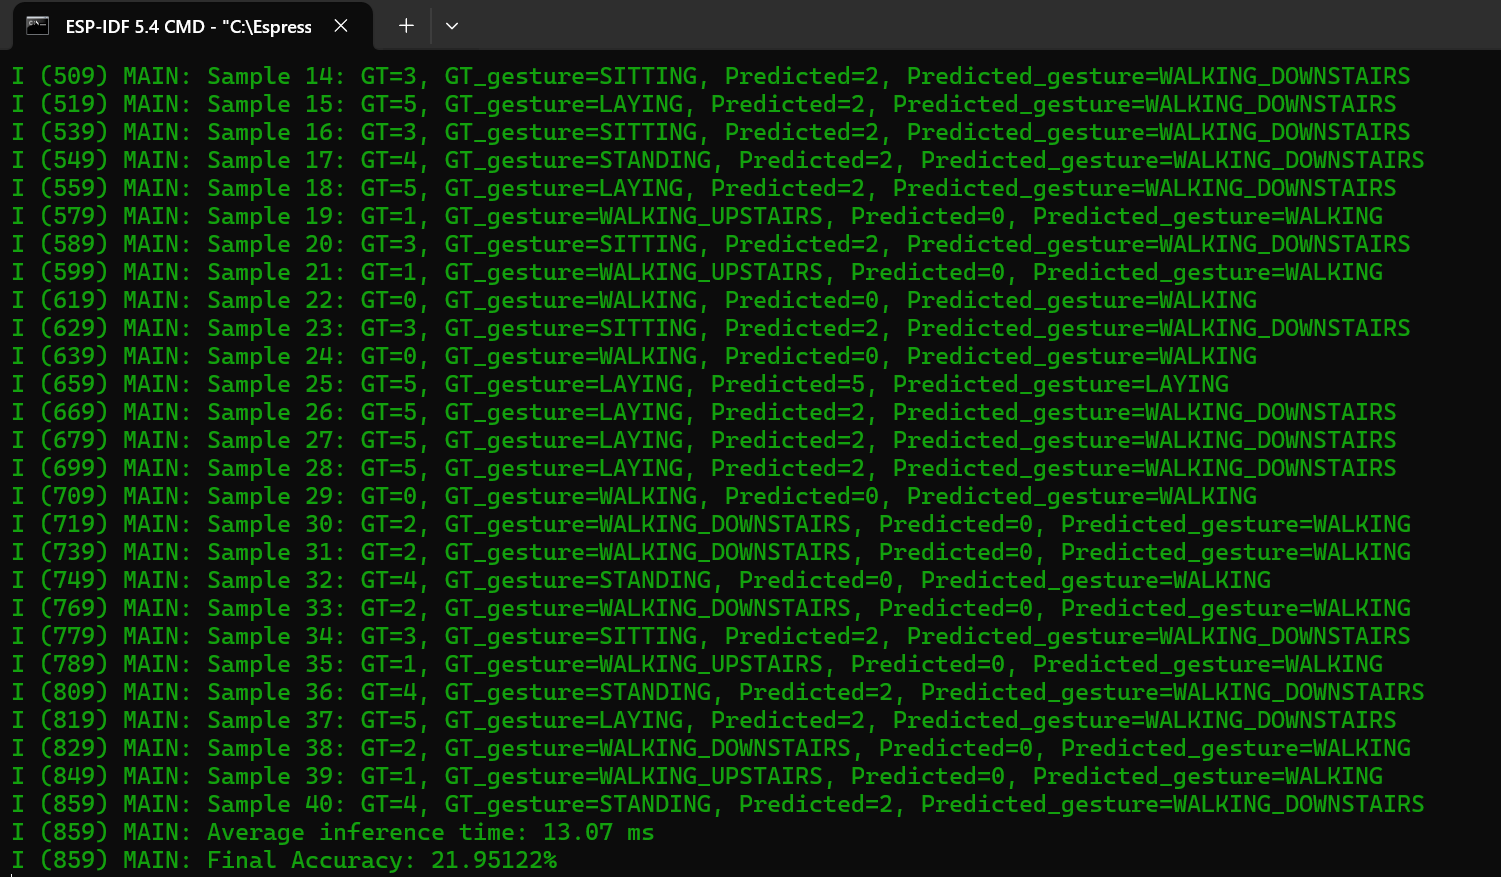 ESP-IDF 5.4 CMD - "C:\Espress
I (509) MAIN: Sample 14: GT=3, GT_gesture=SITTING, Predicted=2, Predicted_gesture=WALKING_DOWNSTAIRS
I (519) MAIN: Sample 15: GT=5, GT_gesture=LAYING, Predicted=2, Predicted_gesture=WALKING_DOWNSTAIRS
I (539) MAIN: Sample 16: GT=3, GT_gesture=SITTING, Predicted=2, Predicted_gesture=WALKING_DOWNSTAIRS
I (549) MAIN: Sample 17: GT=4, GT_gesture=STANDING, Predicted=2, Predicted_gesture=WALKING_DOWNSTAIRS
I (559) MAIN: Sample 18: GT=5, GT_gesture=LAYING, Predicted=2, Predicted_gesture=WALKING_DOWNSTAIRS
I (579) MAIN: Sample 19: GT=1, GT_gesture=WALKING_UPSTAIRS, Predicted=0, Predicted_gesture=WALKING
I (589) MAIN: Sample 20: GT=3, GT_gesture=SITTING, Predicted=2, Predicted_gesture=WALKING_DOWNSTAIRS
I (599) MAIN: Sample 21: GT=1, GT_gesture=WALKING_UPSTAIRS, Predicted=0, Predicted_gesture=WALKING
I (619) MAIN: Sample 22: GT=0, GT_gesture=WALKING, Predicted=0, Predicted_gesture=WALKING
I (629) MAIN: Sample 23: GT=3, GT_gesture=SITTING, Predicted=2, Predicted_gesture=WALKING_DOWNSTAIRS
I (639) MAIN: Sample 24: GT=0, GT_gesture=WALKING, Predicted=0, Predicted_gesture=WALKING
I (659) MAIN: Sample 25: GT=5, GT_gesture=LAYING, Predicted=5, Predicted_gesture=LAYING
I (669) MAIN: Sample 26: GT=5, GT_gesture=LAYING, Predicted=2, Predicted_gesture=WALKING_DOWNSTAIRS
I (679) MAIN: Sample 27: GT=5, GT_gesture=LAYING, Predicted=2, Predicted_gesture=WALKING_DOWNSTAIRS
I (699) MAIN: Sample 28: GT=5, GT_gesture=LAYING, Predicted=2, Predicted_gesture=WALKING_DOWNSTAIRS
I (709) MAIN: Sample 29: GT=0, GT_gesture=WALKING, Predicted=0, Predicted_gesture=WALKING
I (719) MAIN: Sample 30: GT=2, GT_gesture=WALKING_DOWNSTAIRS, Predicted=0, Predicted_gesture=WALKING
I (739) MAIN: Sample 31: GT=2, GT_gesture=WALKING_DOWNSTAIRS, Predicted=0, Predicted_gesture=WALKING
I (749) MAIN: Sample 32: GT=4, GT_gesture=STANDING, Predicted=0, Predicted_gesture=WALKING
I (769) MAIN: Sample 33: GT=2, GT_gesture=WALKING_DOWNSTAIRS, Predicted=0, Predicted_gesture=WALKING
I (779) MAIN: Sample 34: GT=3, GT_gesture=SITTING, Predicted=2, Predicted_gesture=WALKING_DOWNSTAIRS
I (789) MAIN: Sample 35: GT=1, GT_gesture=WALKING_UPSTAIRS, Predicted=0, Predicted_gesture=WALKING
I (809) MAIN: Sample 36: GT=4, GT_gesture=STANDING, Predicted=2, Predicted_gesture=WALKING_DOWNSTAIRS
I (819) MAIN: Sample 37: GT=5, GT_gesture=LAYING, Predicted=2, Predicted_gesture=WALKING_DOWNSTAIRS
I (829) MAIN: Sample 38: GT=2, GT_gesture=WALKING_DOWNSTAIRS, Predicted=0, Predicted_gesture=WALKING
I (849) MAIN: Sample 39: GT=1, GT_gesture=WALKING_UPSTAIRS, Predicted=0, Predicted_gesture=WALKING
I (859) MAIN: Sample 40: GT=4, GT_gesture=STANDING, Predicted=2, Predicted_gesture=WALKING_DOWNSTAIRS
I (859) MAIN: Average inference time: 13.07 ms
I (859) MAIN: Final Accuracy: 21.95122%